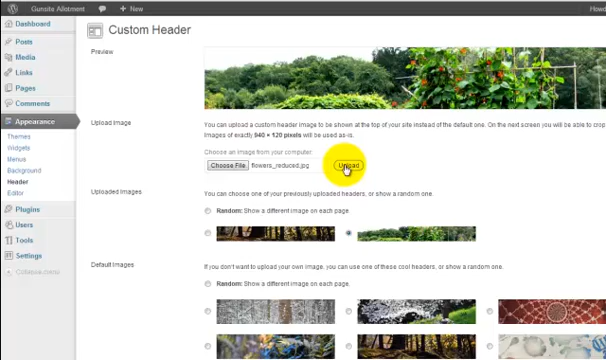 Gunsite Allotment + New Howd
Dashboard
Posts
Media
Links
Pages
Comments
Appearance
Themes
Widgets
Menus
Background
Header
Editor
Plugins
Users
Tools
Settings
Collapse menu
Custom Header
Preview
Upload Image
You can upload a custom header image to be shown at the top of your site instead of the default one. On the next screen you will be able to crop
Images of exactly 940 × 120 pixels will be used as-is.
Choose an image from your computer:
Choose File flowers_reduced.jpg Upload
Uploaded Images
You can choose one of your previously uploaded headers, or show a random one.
Random: Show a different image on each page.
Default Images
If you don't want to upload your own image, you can use one of these cool headers, or show a random one.
Random: Show a different image on each page.